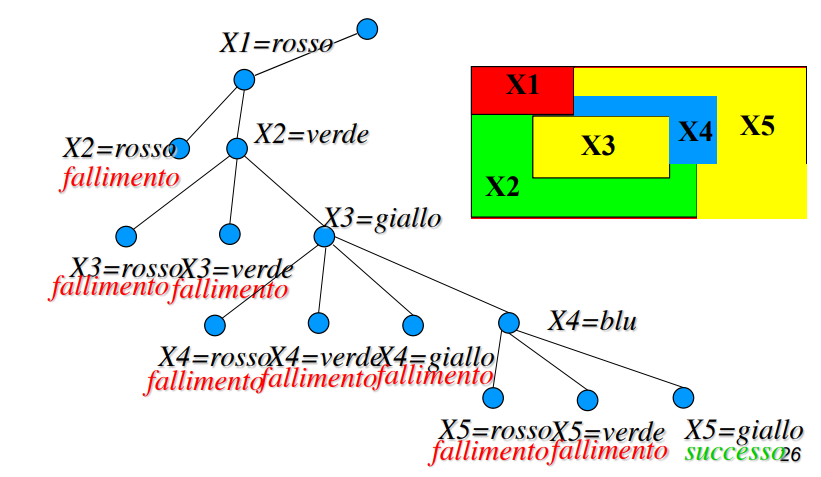 X1=rosso
X1
X4
X5
X3
X2
X2=rosso
X2=verde
fallimento
X3=giallo
X3=rosso X3=verde
fallimento fallimento
X4=blu
X4=rosso X4=verde X4=giallo
fallimento fallimento fallimento
X5=rosso X5=verde X5=giallo
fallimento fallimento successo 26